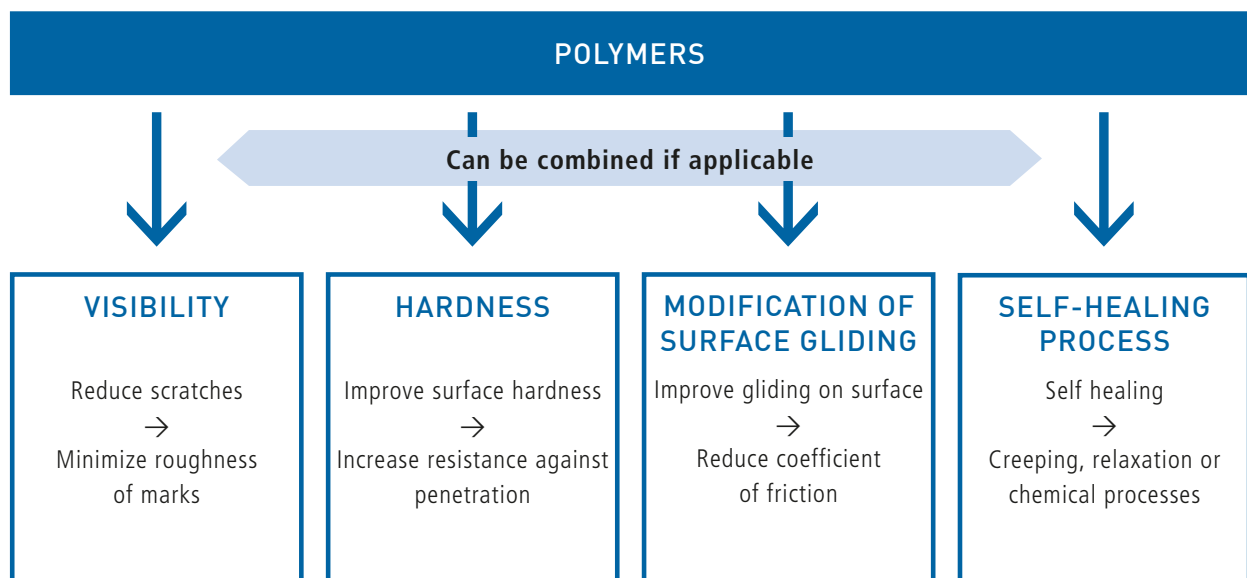 POLYMERS
Can be combined if applicable
VISIBILITY
Reduce scratches
→
Minimize roughness
of marks
HARDNESS
Improve surface hardness
→
Increase resistance against
penetration
MODIFICATION OF
SURFACE GLIDING
Improve gliding on surface
→
Reduce coefficient
of friction
SELF-HEALING
PROCESS
Self healing
→
Creeping, relaxation or
chemical processes